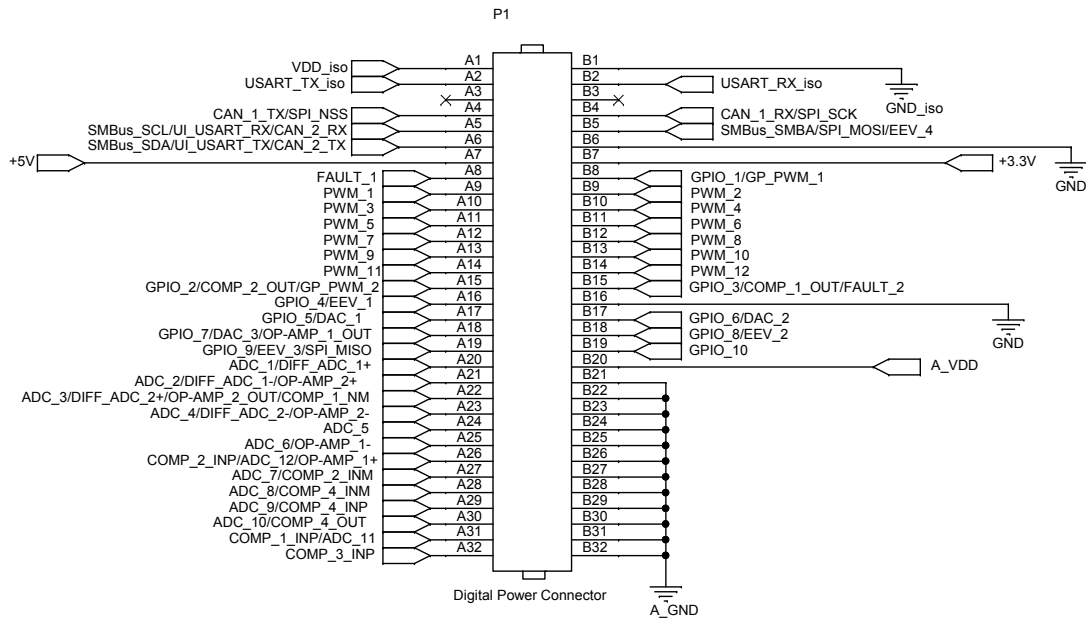 P1
VDD_iso A1 B1 GND_iso
USART_TX_iso A2 B2 USART_RX_iso
A3 B3
CAN_1_TX/SPI_NSS A4 B4 CAN_1_RX/SPI_SCK
SMBus_SCL/UI_USART_RX/CAN_2_RX A5 B5 SMBus_SMBA/SPI_MOSI/EEV_4
SMBus_SDA/UI_USART_TX/CAN_2_TX A6 B6 GND
+5V A7 B7 +3.3V
FAULT_1 A8 B8 GPIO_1/GP_PWM_1
PWM_1 A9 B9 PWM_2
PWM_3 A10 B10 PWM_4
PWM_5 A11 B11 PWM_6
PWM_7 A12 B12 PWM_8
PWM_9 A13 B13 PWM_10
PWM_11 A14 B14 PWM_12
GPIO_2/COMP_2_OUT/GP_PWM_2 A15 B15 GPIO_3/COMP_1_OUT/FAULT_2
GPIO_4/EEV_1 A16 B16 GND
GPIO_5/DAC_1 A17 B17 GPIO_6/DAC_2
GPIO_7/DAC_3/OP-AMP_1_OUT A18 B18 GPIO_8/EEV_2
GPIO_9/EEV_3/SPI_MISO A19 B19 GPIO_10
ADC_1/DIFF_ADC_1+ A20 B20 A_VDD
ADC_2/DIFF_ADC_1-/OP-AMP_2+ A21 B21
ADC_3/DIFF_ADC_2+/OP-AMP_2_OUT/COMP_1_NM A22 B22
ADC_4/DIFF_ADC_2-/OP-AMP_2- A23 B23
ADC_5 A24 B24
ADC_6/OP-AMP_1- A25 B25
COMP_2_INP/ADC_12/OP-AMP_1+ A26 B26
ADC_7/COMP_2_INM A27 B27
ADC_8/COMP_4_INM A28 B28
ADC_9/COMP_4_INP A29 B29
ADC_10/COMP_4_OUT A30 B30
COMP_1_INP/ADC_11 A31 B31
COMP_3_INP A32 B32
Digital Power Connector
A_GND